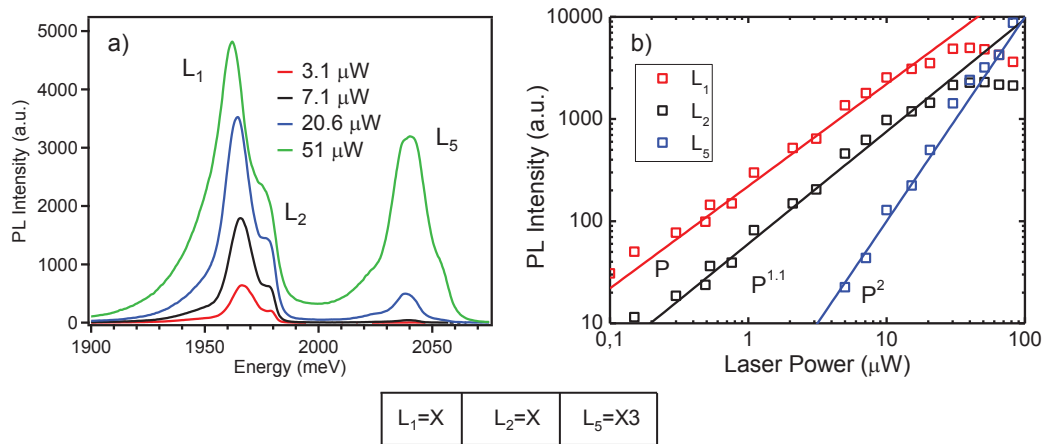 a)
L₁
L₂
L₅
3.1 μW
7.1 μW
20.6 μW
51 μW
PL Intensity (a.u.)
5000
4000
3000
2000
1000
0
1900
1950
2000
2050
Energy (meV)
b)
L₁
L₂
L₅
P
P¹·¹
P²
PL Intensity (a.u.)
10000
1000
100
10
0,1
1
10
100
Laser Power (μW)
L₁=X L₂=X L₅=X3